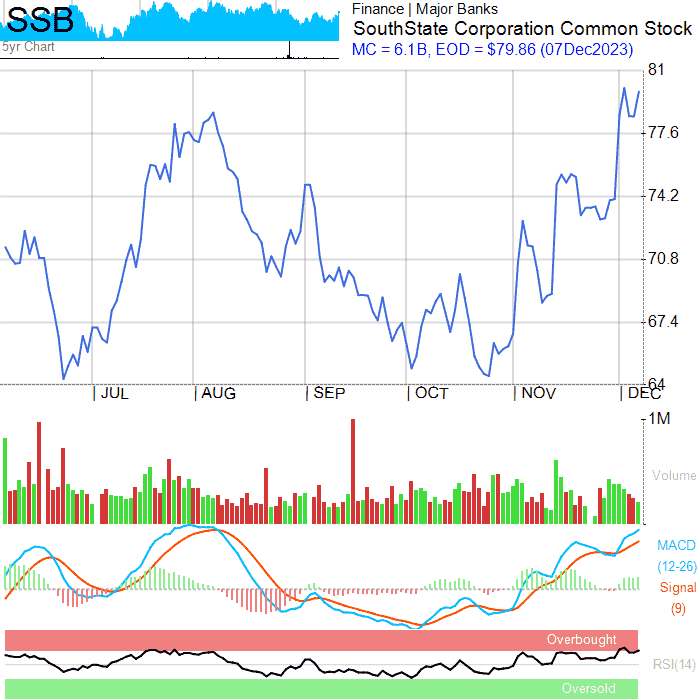 SSB
5yr Chart
Finance | Major Banks
SouthState Corporation Common Stock
MC = 6.1B, EOD = $79.86 (07Dec2023)
81
77.6
74.2
70.8
67.4
64
| JUL | AUG | SEP | OCT | NOV | DEC
1M
Volume
MACD
(12-26)
Signal
(9)
Overbought
RSI(14)
Oversold